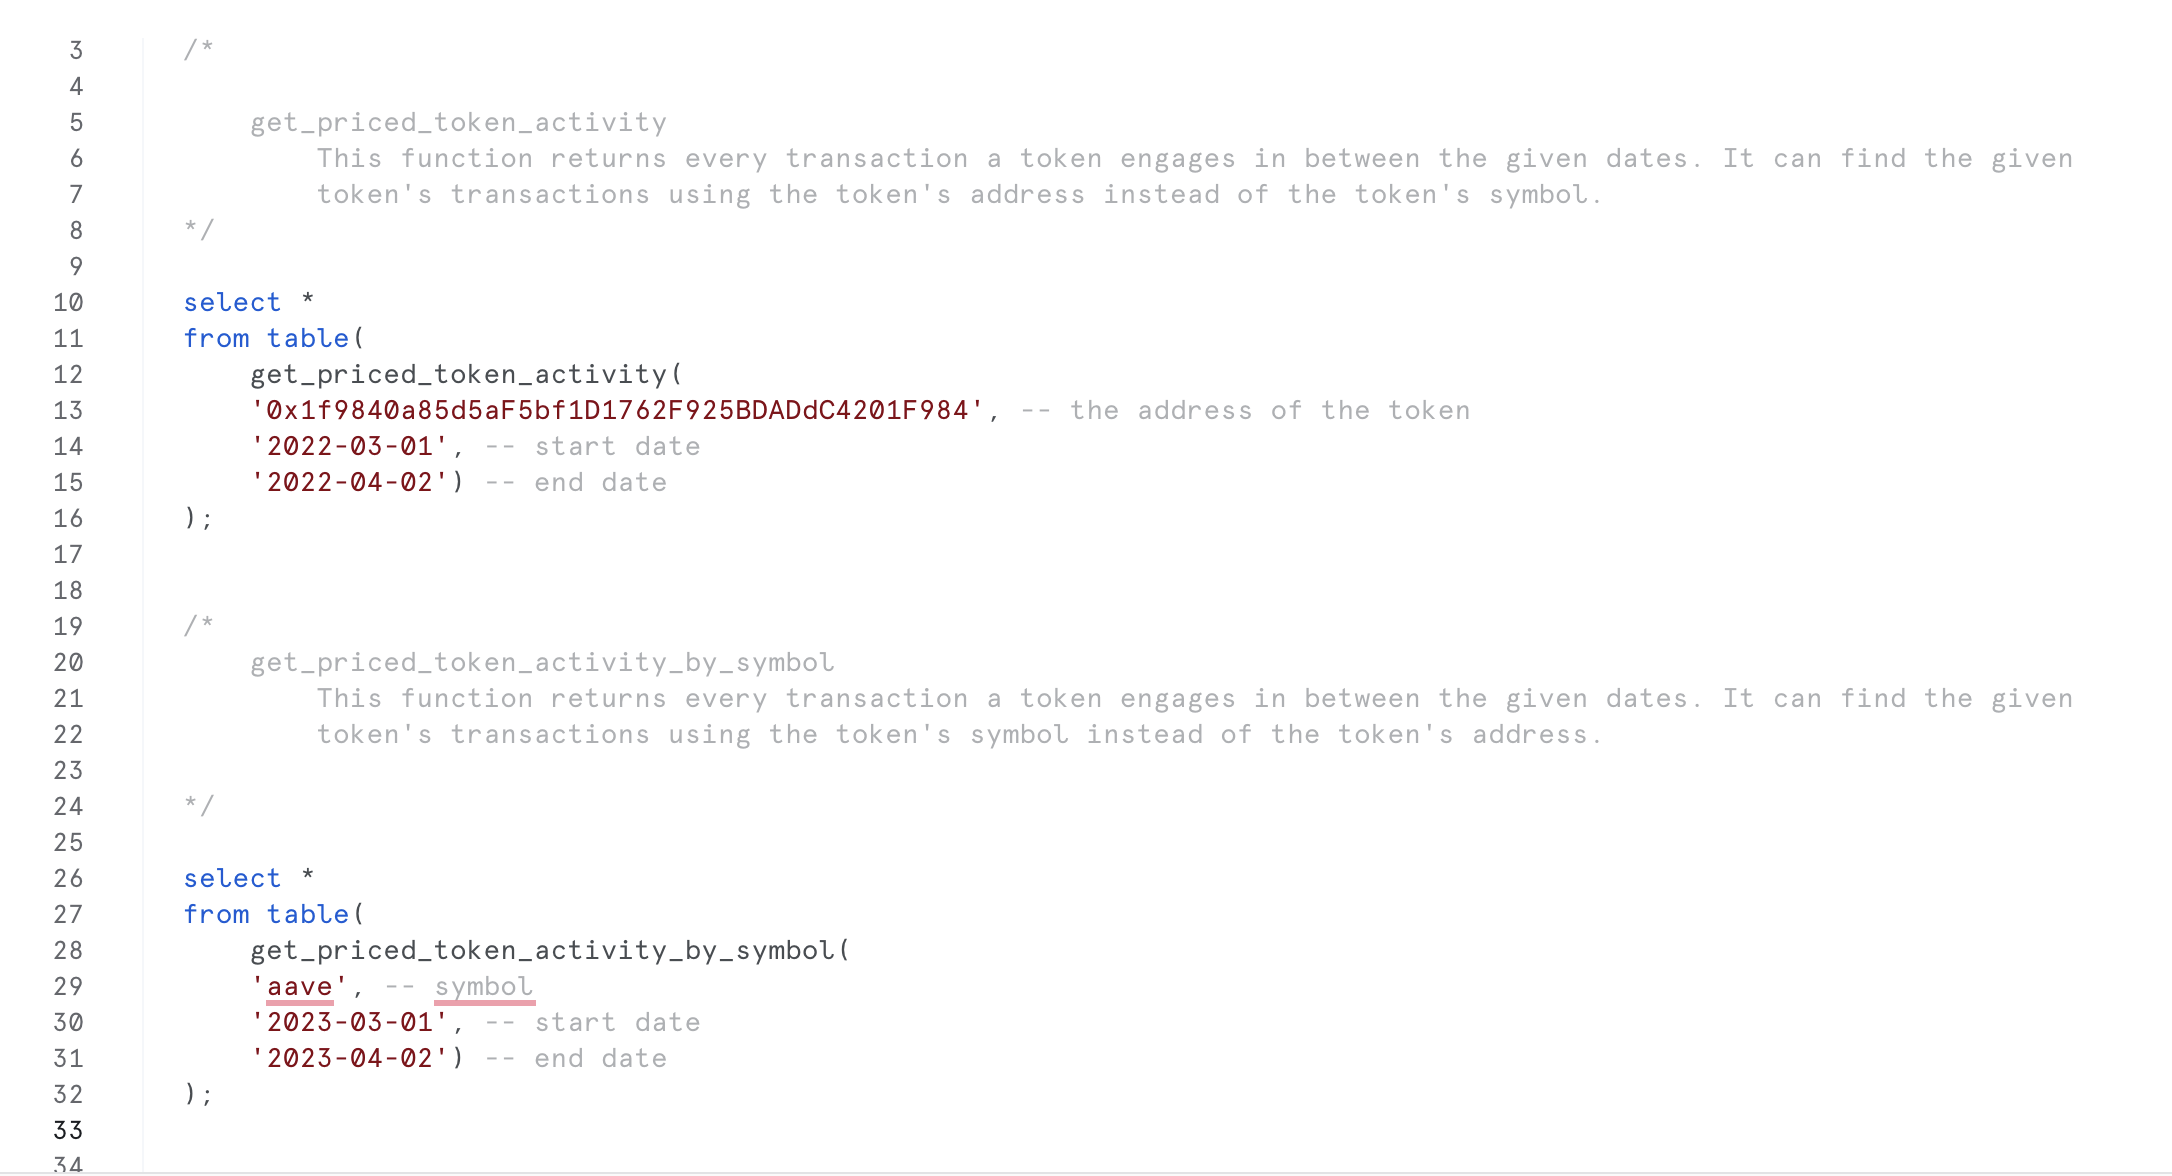 3 /*
4
5 get_priced_token_activity
6 This function returns every transaction a token engages in between the given dates. It can find the given
7 token's transactions using the token's address instead of the token's symbol.
8 */
9
10 select *
11 from table(
12 get_priced_token_activity(
13 '0x1f9840a85d5aF5bf1D1762F925BDADdC4201F984', -- the address of the token
14 '2022-03-01', -- start date
15 '2022-04-02') -- end date
16 );
17
18
19 /*
20 get_priced_token_activity_by_symbol
21 This function returns every transaction a token engages in between the given dates. It can find the given
22 token's transactions using the token's symbol instead of the token's address.
23
24 */
25
26 select *
27 from table(
28 get_priced_token_activity_by_symbol(
29 'aave', -- symbol
30 '2023-03-01', -- start date
31 '2023-04-02') -- end date
32 );
33
34